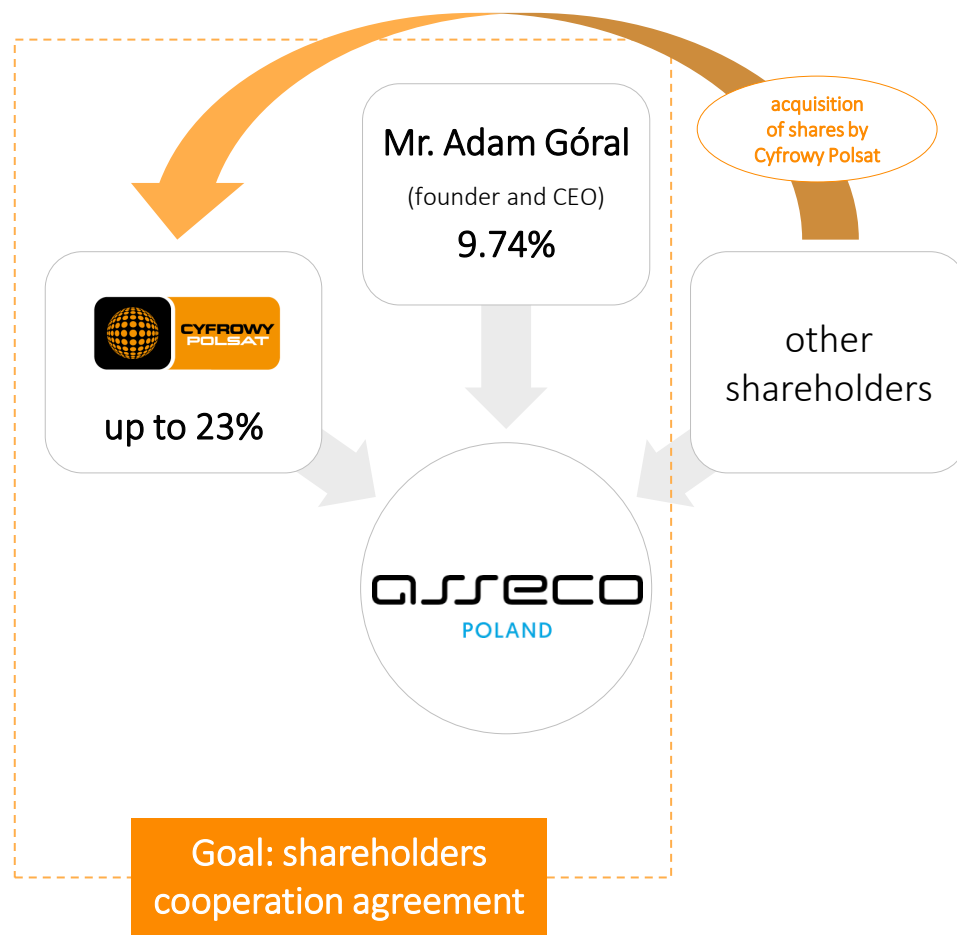 acquisition
of shares by
Cyfrowy Polsat
Mr. Adam Góral
(founder and CEO)
9.74%
CYFROWY
POLSAT
up to 23%
other
shareholders
asseco
POLAND
Goal: shareholders
cooperation agreement